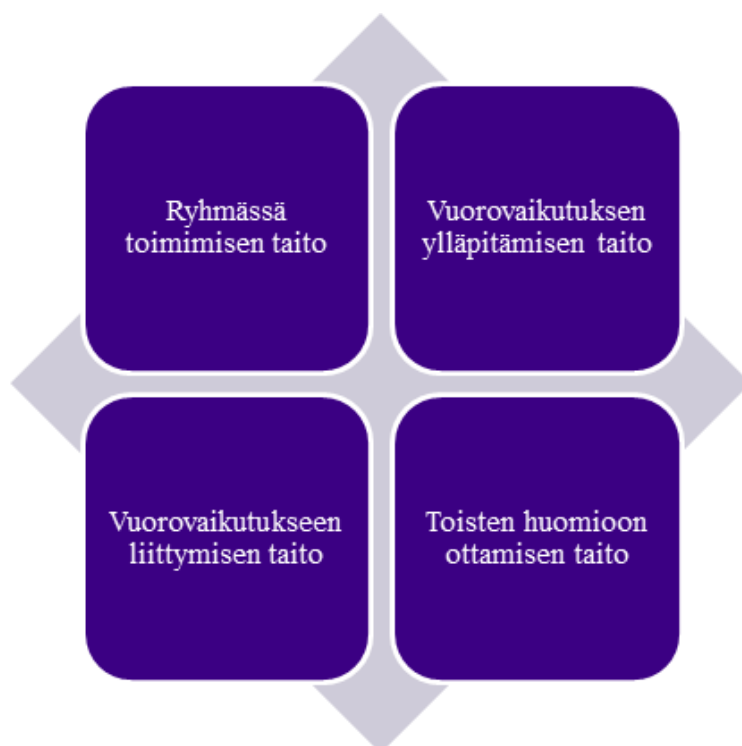 Ryhmässä
toimimisen taito
Vuorovaikutuksen
ylläpitämisen taito
Vuorovaikutukseen
liittymisen taito
Toisten huomioon
ottamisen taito